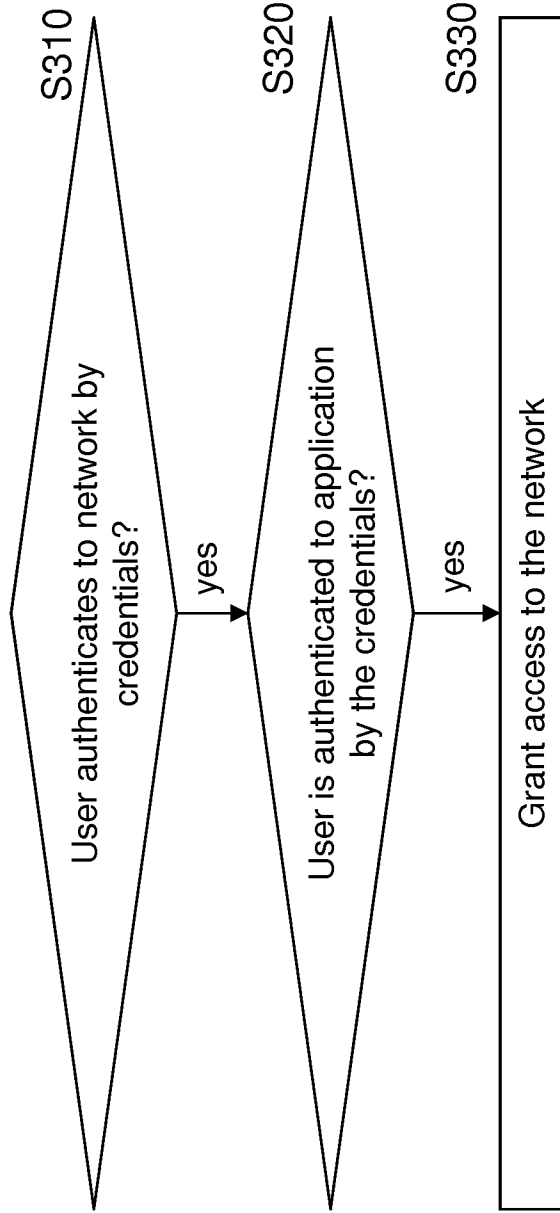 S310
User authenticates to network by
credentials?
yes
S320
User is authenticated to application
by the credentials?
yes
S330
Grant access to the network